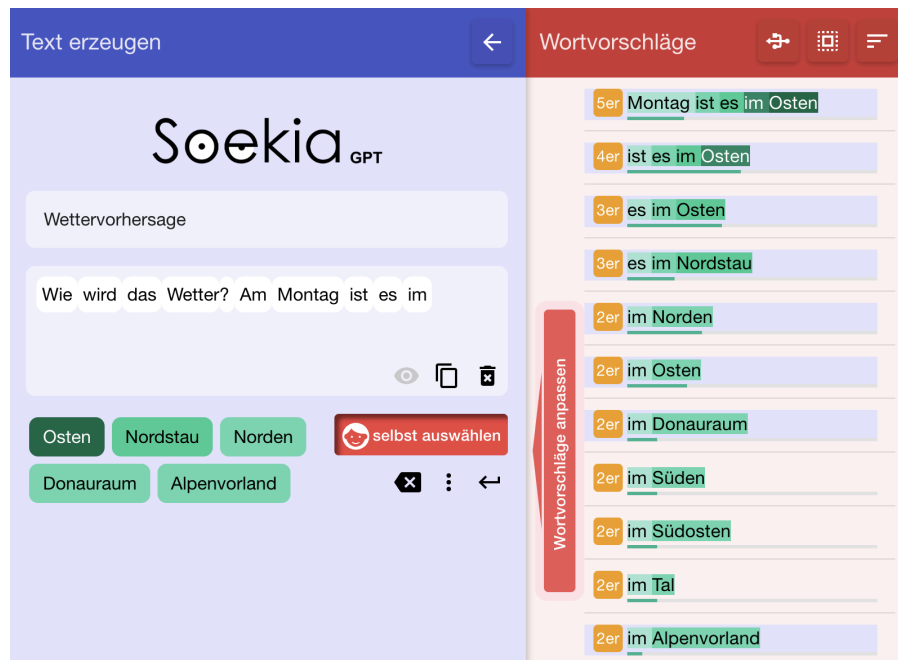 Text erzeugen
Soekia GPT
Wettervorhersage
Wie wird das Wetter? Am Montag ist es im
Osten Nordstau Norden
selbst auswählen
Donauraum Alpenvorland
Wortvorschläge
Wortvorschläge anpassen
5er Montag ist es im Osten
4er ist es im Osten
3er es im Osten
3er es im Nordstau
2er im Norden
2er im Osten
2er im Donauraum
2er im Süden
2er im Südosten
2er im Tal
2er im Alpenvorland